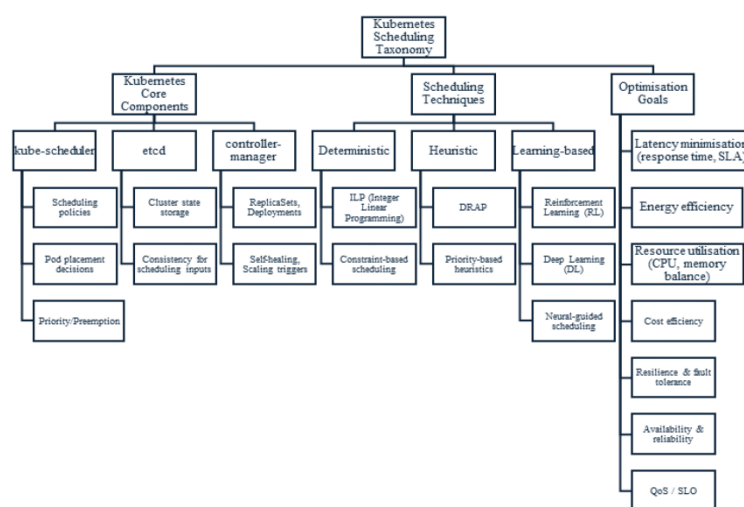 Kubernetes
Scheduling
Taxonomy
Kubernetes
Core
Components
Scheduling
Techniques
Optimisation
Goals
kube-scheduler
etcd
controller-
manager
Deterministic
Heuristic
Learning-based
Latency minimisation
(response time, SLA)
Scheduling
policies
Cluster state
storage
ReplicaSets,
Deployments
ILP (Integer
Linear
Programming)
DRAP
Reinforcement
Learning (RL)
Energy efficiency
Pod placement
decisions
Consistency for
scheduling inputs
Self-healing,
Scaling triggers
Constraint-based
scheduling
Priority-based
heuristics
Deep Learning
(DL)
Resource utilisation
(CPU, memory
balance)
Priority/Preemption
Neural-guided
scheduling
Cost efficiency
Resilience & fault
tolerance
Availability &
reliability
QoS / SLO